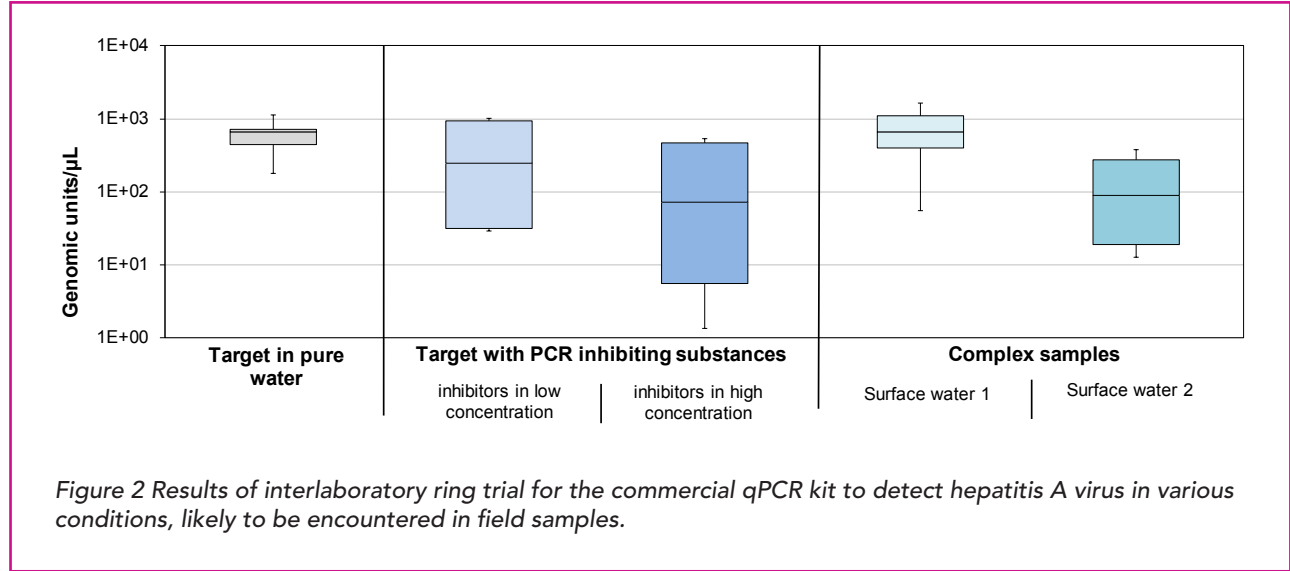 1E+04
1E+03
1E+02
1E+01
1E+00
Genomic units/µL
Target in pure
water
Target with PCR inhibiting substances
inhibitors in low
concentration
inhibitors in high
concentration
Complex samples
Surface water 1
Surface water 2
Figure 2 Results of interlaboratory ring trial for the commercial qPCR kit to detect hepatitis A virus in various
conditions, likely to be encountered in field samples.